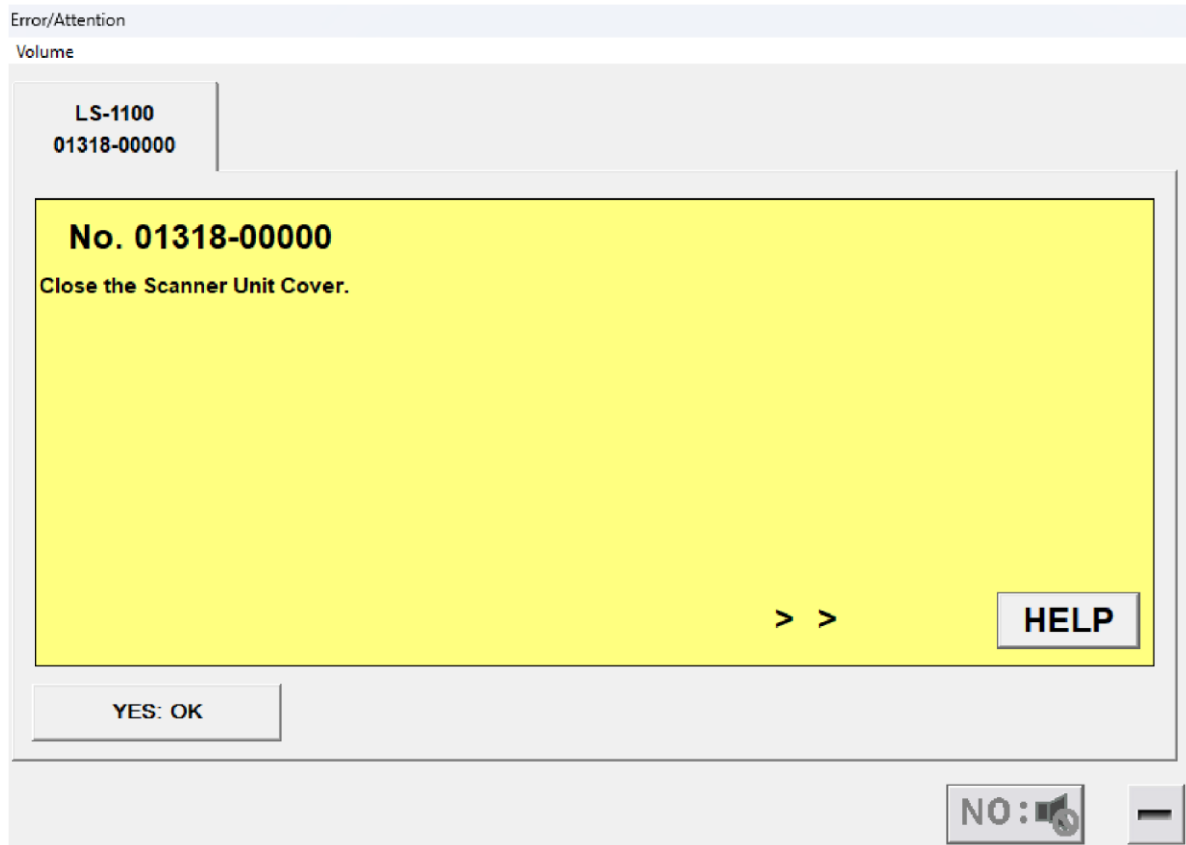 Error/Attention
Volume
LS-1100
01318-00000
No. 01318-00000
Close the Scanner Unit Cover.
> >
HELP
YES: OK
NO: